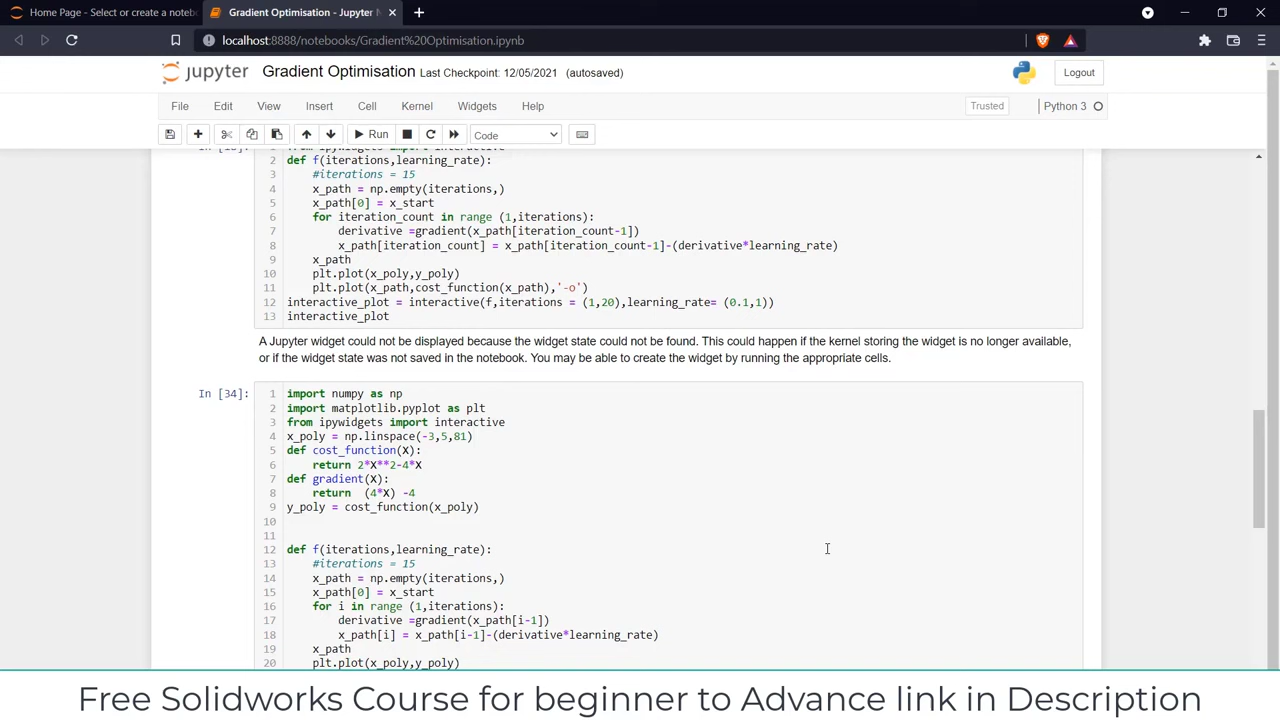 Home Page - Select or create a noteb
Gradient Optimisation - Jupyter N
localhost:8888/notebooks/Gradient%20Optimisation.ipynb
jupyter Gradient Optimisation Last Checkpoint: 12/05/2021 (autosaved)
Logout
File Edit View Insert Cell Kernel Widgets Help
Trusted
Python 3
Run
Code
1 from ipywidgets import interactive
2 def f(iterations,learning_rate):
3 #iterations = 15
4 x_path = np.empty(iterations,)
5 x_path[0] = x_start
6 for iteration_count in range (1,iterations):
7 derivative =gradient(x_path[iteration_count-1])
8 x_path[iteration_count] = x_path[iteration_count-1]-(derivative*learning_rate)
9 x_path
10 plt.plot(x_poly,y_poly)
11 plt.plot(x_path,cost_function(x_path),'-o')
12 interactive_plot = interactive(f,iterations = (1,20),learning_rate= (0.1,1))
13 interactive_plot
A Jupyter widget could not be displayed because the widget state could not be found. This could happen if the kernel storing the widget is no longer available,
or if the widget state was not saved in the notebook. You may be able to create the widget by running the appropriate cells.
In [34]:
1 import numpy as np
2 import matplotlib.pyplot as plt
3 from ipywidgets import interactive
4 x_poly = np.linspace(-3,5,81)
5 def cost_function(X):
6 return 2*X**2-4*X
7 def gradient(X):
8 return (4*X) -4
9 y_poly = cost_function(x_poly)
10
11
12 def f(iterations,learning_rate):
13 #iterations = 15
14 x_path = np.empty(iterations,)
15 x_path[0] = x_start
16 for i in range (1,iterations):
17 derivative =gradient(x_path[i-1])
18 x_path[i] = x_path[i-1]-(derivative*learning_rate)
19 x_path
20 plt.plot(x_poly,y_poly)
Free Solidworks Course for beginner to Advance link in Description